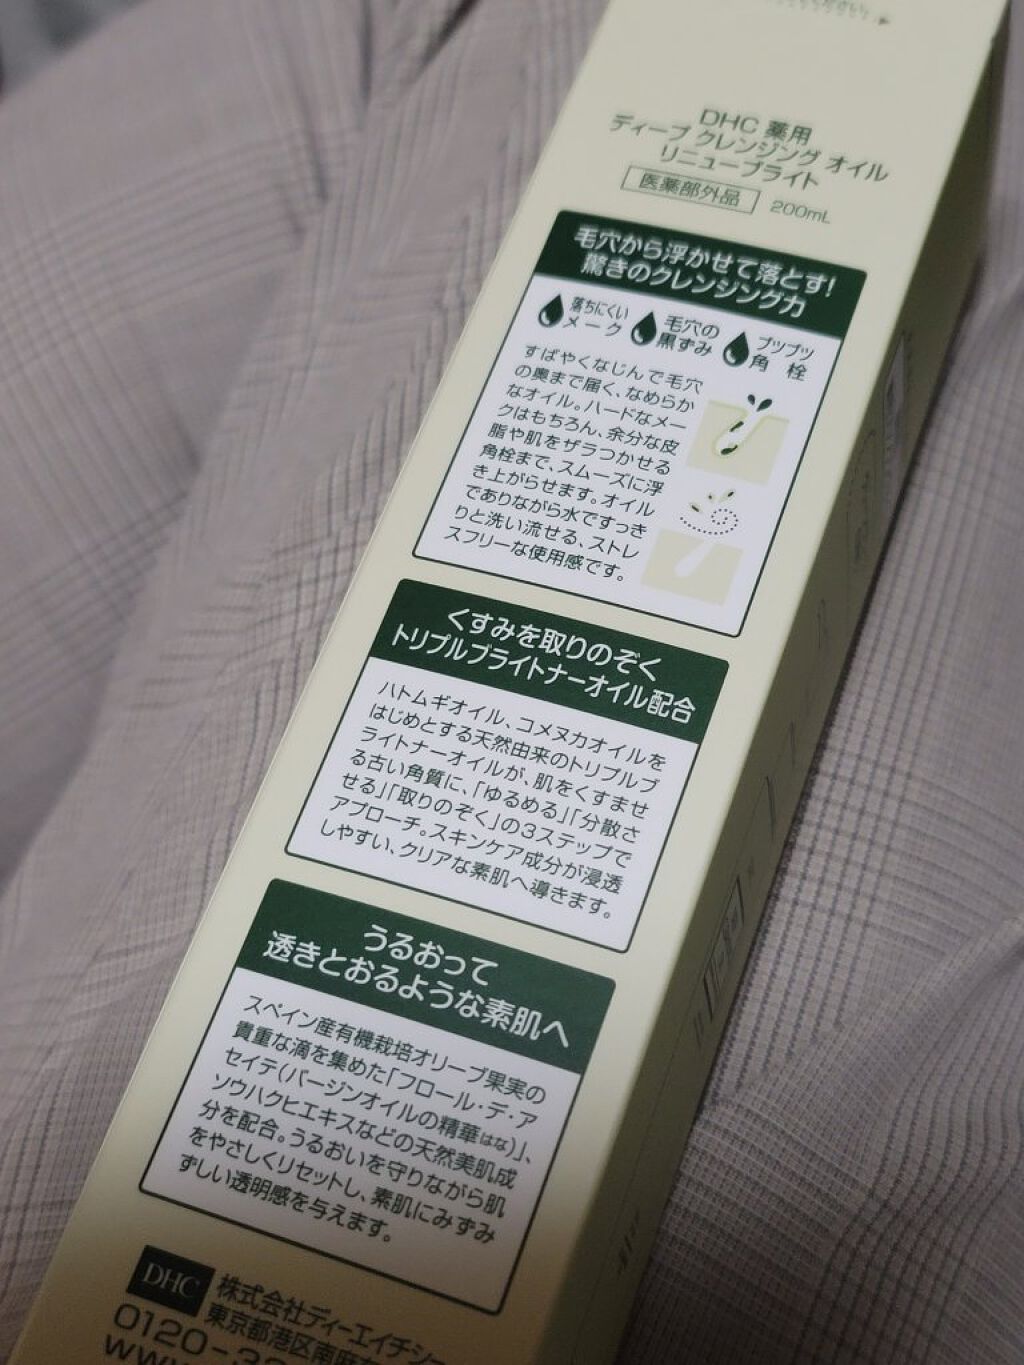 DHC 薬用
ディープ クレンジング オイル
リニューブライト
医薬部外品 200mL
毛穴から浮かせて落とす!
驚きのクレンジング力
落ちにくい
メーク
毛穴の
黒ずみ
ブツブツ
角栓
すばやくなじんで毛穴
の奥まで届く、なめらか
なオイル。ハードなメー
クはもちろん、余分な皮
脂や肌をザラつかせる
角栓まで、スムーズに浮
き上がらせます。オイル
でありながら水ですっき
りと洗い流せる、ストレ
スフリーな使用感です。
くすみを取りのぞく
トリプルブライトナーオイル配合
ハトムギオイル、コメヌカオイルを
はじめとする天然由来のトリプルブ
ライトナーオイルが、肌をくすませ
る古い角質に、「ゆるめる」「分散さ
せる」「取りのぞく」の3ステップで
アプローチ。スキンケア成分が浸透
しやすい、クリアな素肌へ導きます。
うるおって
透きとおるような素肌へ
スペイン産有機栽培オリーブ果実の
貴重な滴を集めた「フロール・デ・ア
セイテ(バージンオイルの精華はな)」、
ソウハクヒエキスなどの天然美肌成
分を配合。うるおいを守りながら肌
をやさしくリセットし、素肌にみずみ
ずしい透明感を与えます。
DHC 株式会社ディーエイチシー
東京都港区南麻
0120-3
www